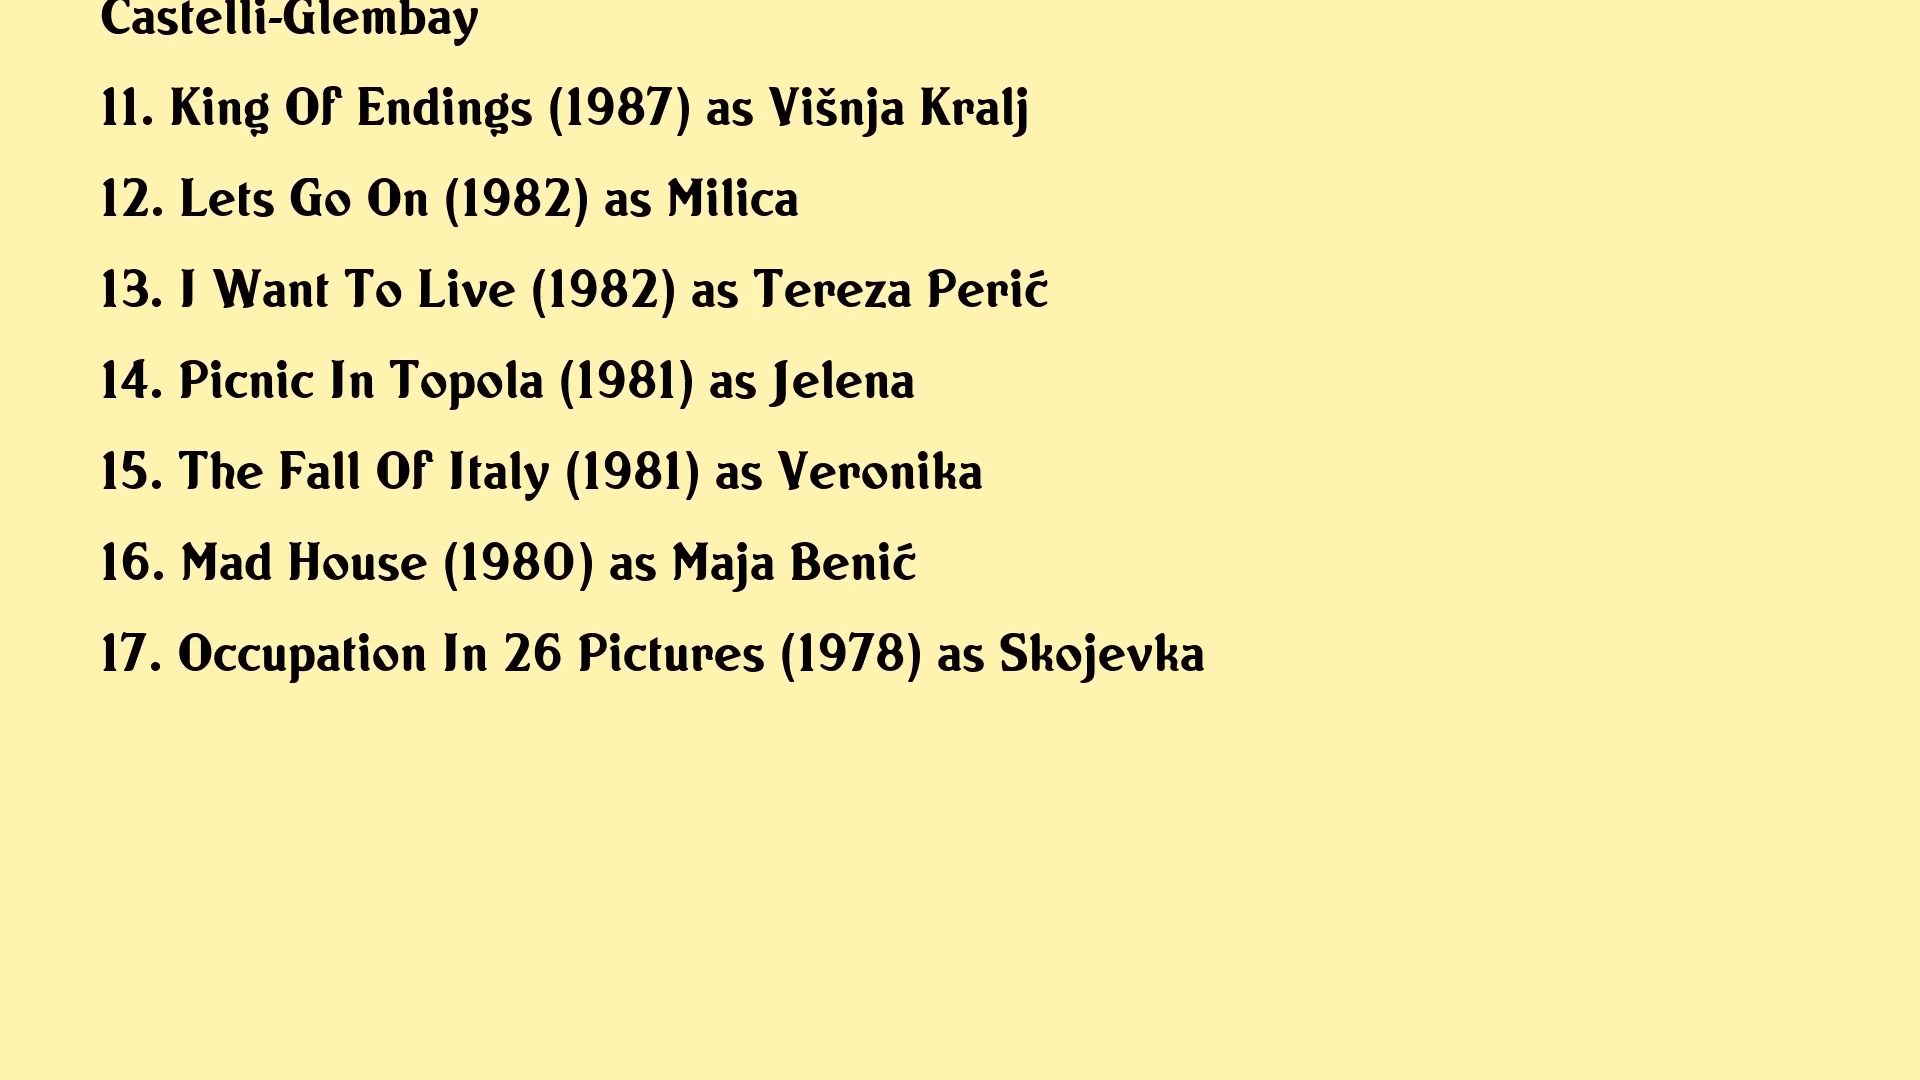 Castelli-Glembay
11. King Of Endings (1987) as Višnja Kralj
12. Lets Go On (1982) as Milica
13. I Want To Live (1982) as Tereza Perić
14. Picnic In Topola (1981) as Jelena
15. The Fall Of Italy (1981) as Veronika
16. Mad House (1980) as Maja Benić
17. Occupation In 26 Pictures (1978) as Skojevka